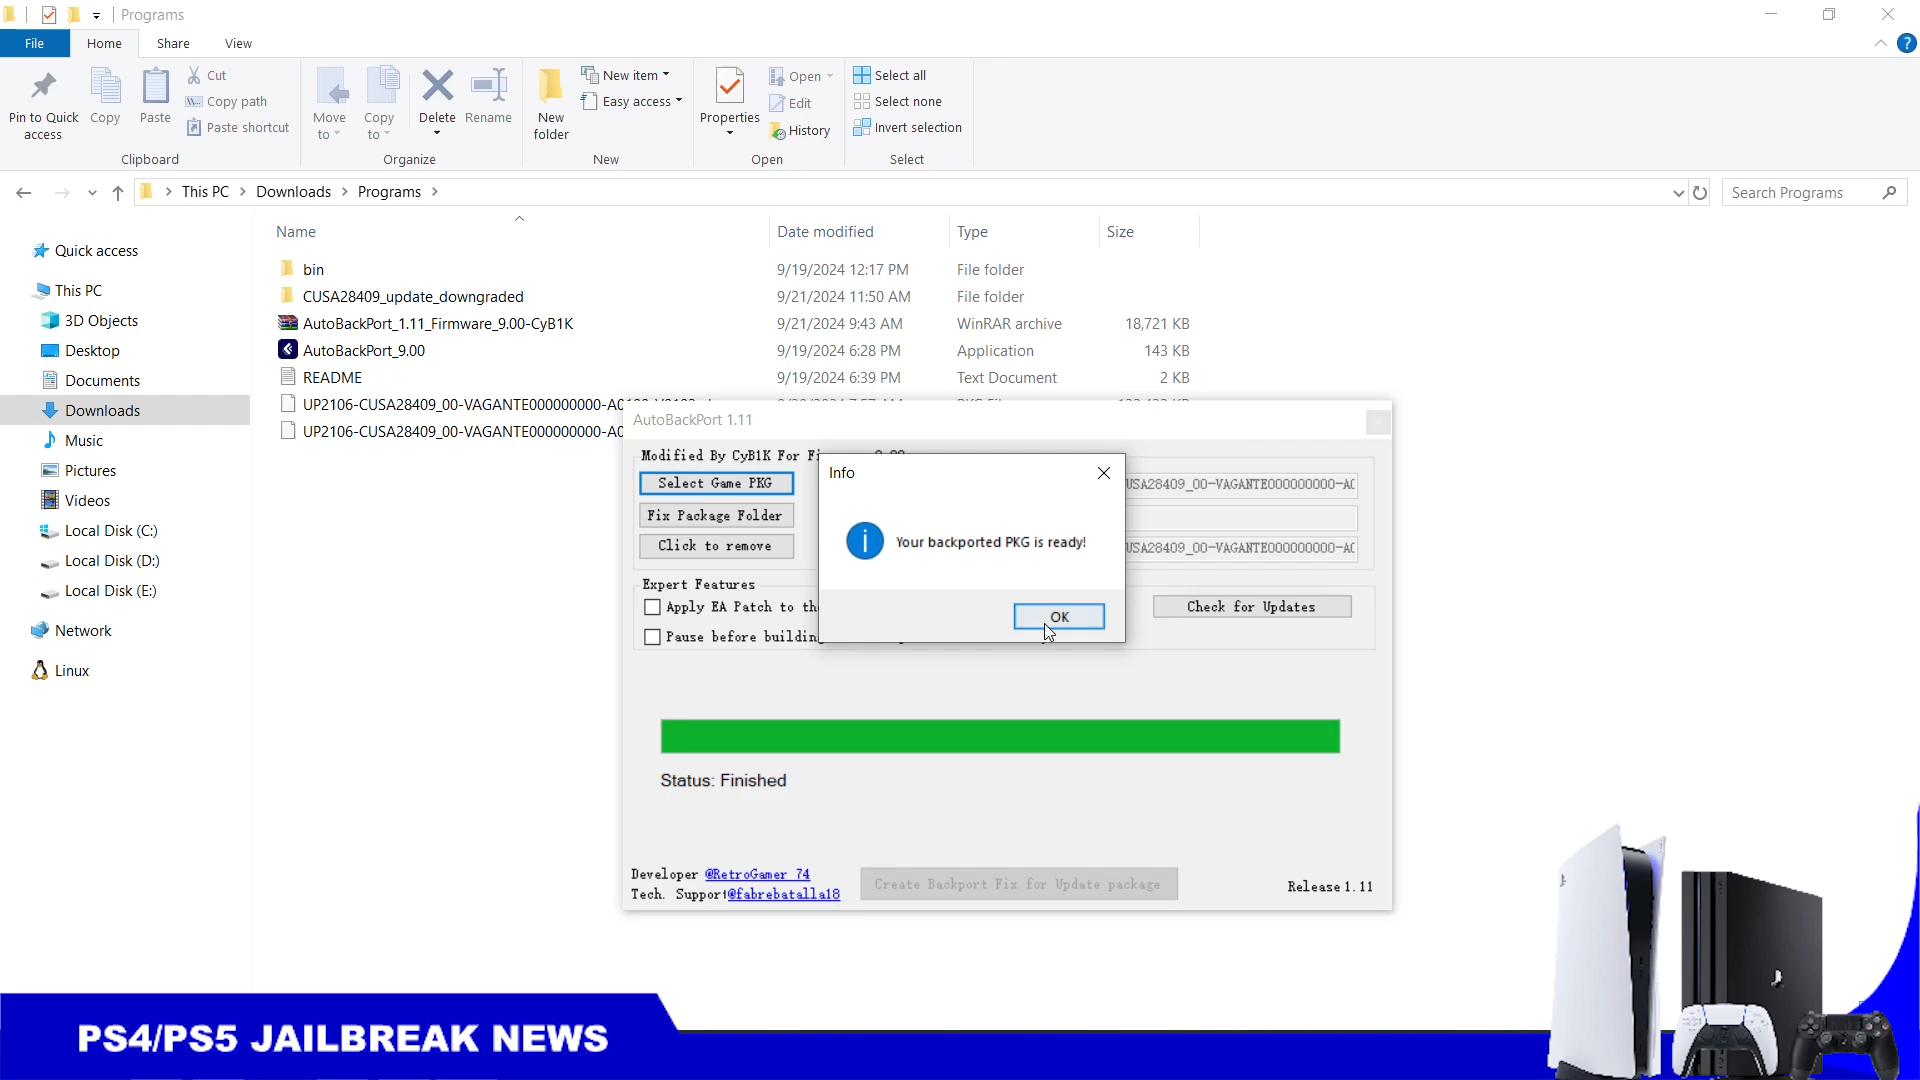 Programs
File
Home
Share
View
Pin to Quick access
Copy
Paste
Cut
Copy path
Paste shortcut
Clipboard
Move to
Copy to
Delete
Rename
Organize
New folder
New item
Easy access
New
Properties
Open
Edit
History
Open
Select all
Select none
Invert selection
Select
This PC > Downloads > Programs >
Search Programs
Name
Date modified
Type
Size
Quick access
This PC
3D Objects
Desktop
Documents
Downloads
Music
Pictures
Videos
Local Disk (C:)
Local Disk (D:)
Local Disk (E:)
Network
Linux
bin 9/19/2024 12:17 PM File folder
CUSA28409_update_downgraded 9/21/2024 11:50 AM File folder
AutoBackPort_1.11_Firmware_9.00-CyB1K 9/21/2024 9:43 AM WinRAR archive 18,721 KB
AutoBackPort_9.00 9/19/2024 6:28 PM Application 143 KB
README 9/19/2024 6:39 PM Text Document 2 KB
UP2106-CUSA28409_00-VAGANTE000000000-A0
UP2106-CUSA28409_00-VAGANTE000000000-A0
AutoBackPort 1.11
Modified By CyB1K For Fi
Select Game PKG
USA28409_00-VAGANTE000000000-A0
Fix Package Folder
Click to remove
USA28409_00-VAGANTE000000000-A0
Info
Your backported PKG is ready!
OK
Expert Features
Apply EA Patch to th
Pause before buildin
Check for Updates
Status: Finished
Developer @RetroGamer_74
Tech. Support @fabrebatalla18
Create Backport Fix for Update package
Release 1.11
PS4/PS5 JAILBREAK NEWS